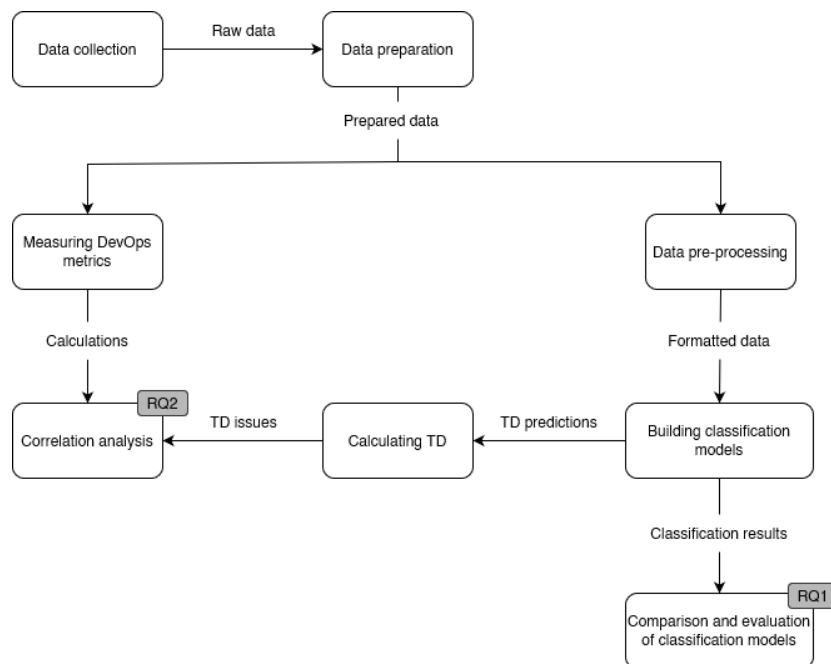 Data collection
Raw data
Data preparation
Prepared data
Measuring DevOps
metrics
Data pre-processing
Calculations
Formatted data
RQ2
Correlation analysis
TD issues
Calculating TD
TD predictions
Building classification
models
Classification results
RQ1
Comparison and evaluation
of classification models